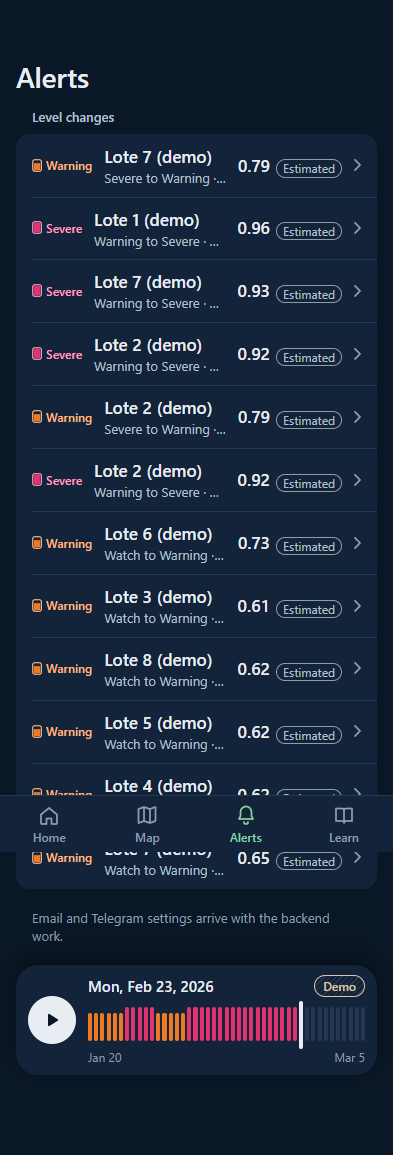 Alerts
Level changes
Warning
Lote 7 (demo)
Severe to Warning ·...
0.79
Estimated
Severe
Lote 1 (demo)
Warning to Severe · ...
0.96
Estimated
Severe
Lote 7 (demo)
Warning to Severe · ...
0.93
Estimated
Severe
Lote 2 (demo)
Warning to Severe · ...
0.92
Estimated
Warning
Lote 2 (demo)
Severe to Warning ·...
0.79
Estimated
Severe
Lote 2 (demo)
Warning to Severe · ...
0.92
Estimated
Warning
Lote 6 (demo)
Watch to Warning ·...
0.73
Estimated
Warning
Lote 3 (demo)
Watch to Warning ·...
0.61
Estimated
Warning
Lote 8 (demo)
Watch to Warning ·...
0.62
Estimated
Warning
Lote 5 (demo)
Watch to Warning ·...
0.62
Estimated
Warning
Lote 4 (demo)
0.62
Estimated
Home
Map
Alerts
Learn
Warning
Lote 7 (demo)
Watch to Warning ·...
0.65
Estimated
Email and Telegram settings arrive with the backend
work.
Mon, Feb 23, 2026
Demo
Jan 20
Mar 5